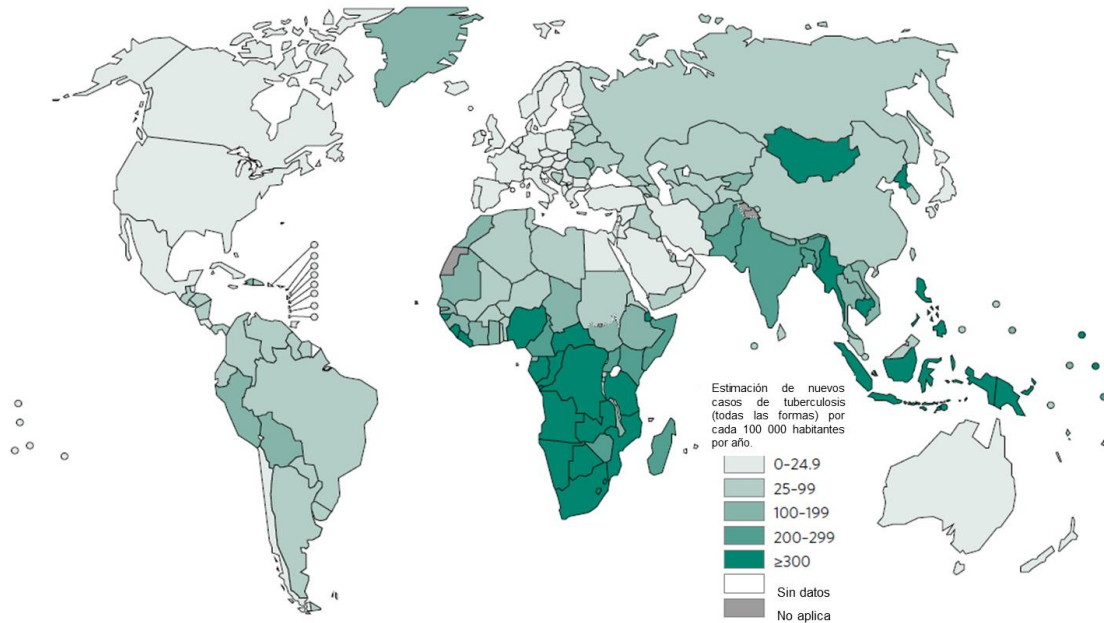 Estimación de nuevos
casos de tuberculosis
(todas las formas) por
cada 100 000 habitantes
por año.
0-24.9
25-99
100-199
200-299
≥300
Sin datos
No aplica